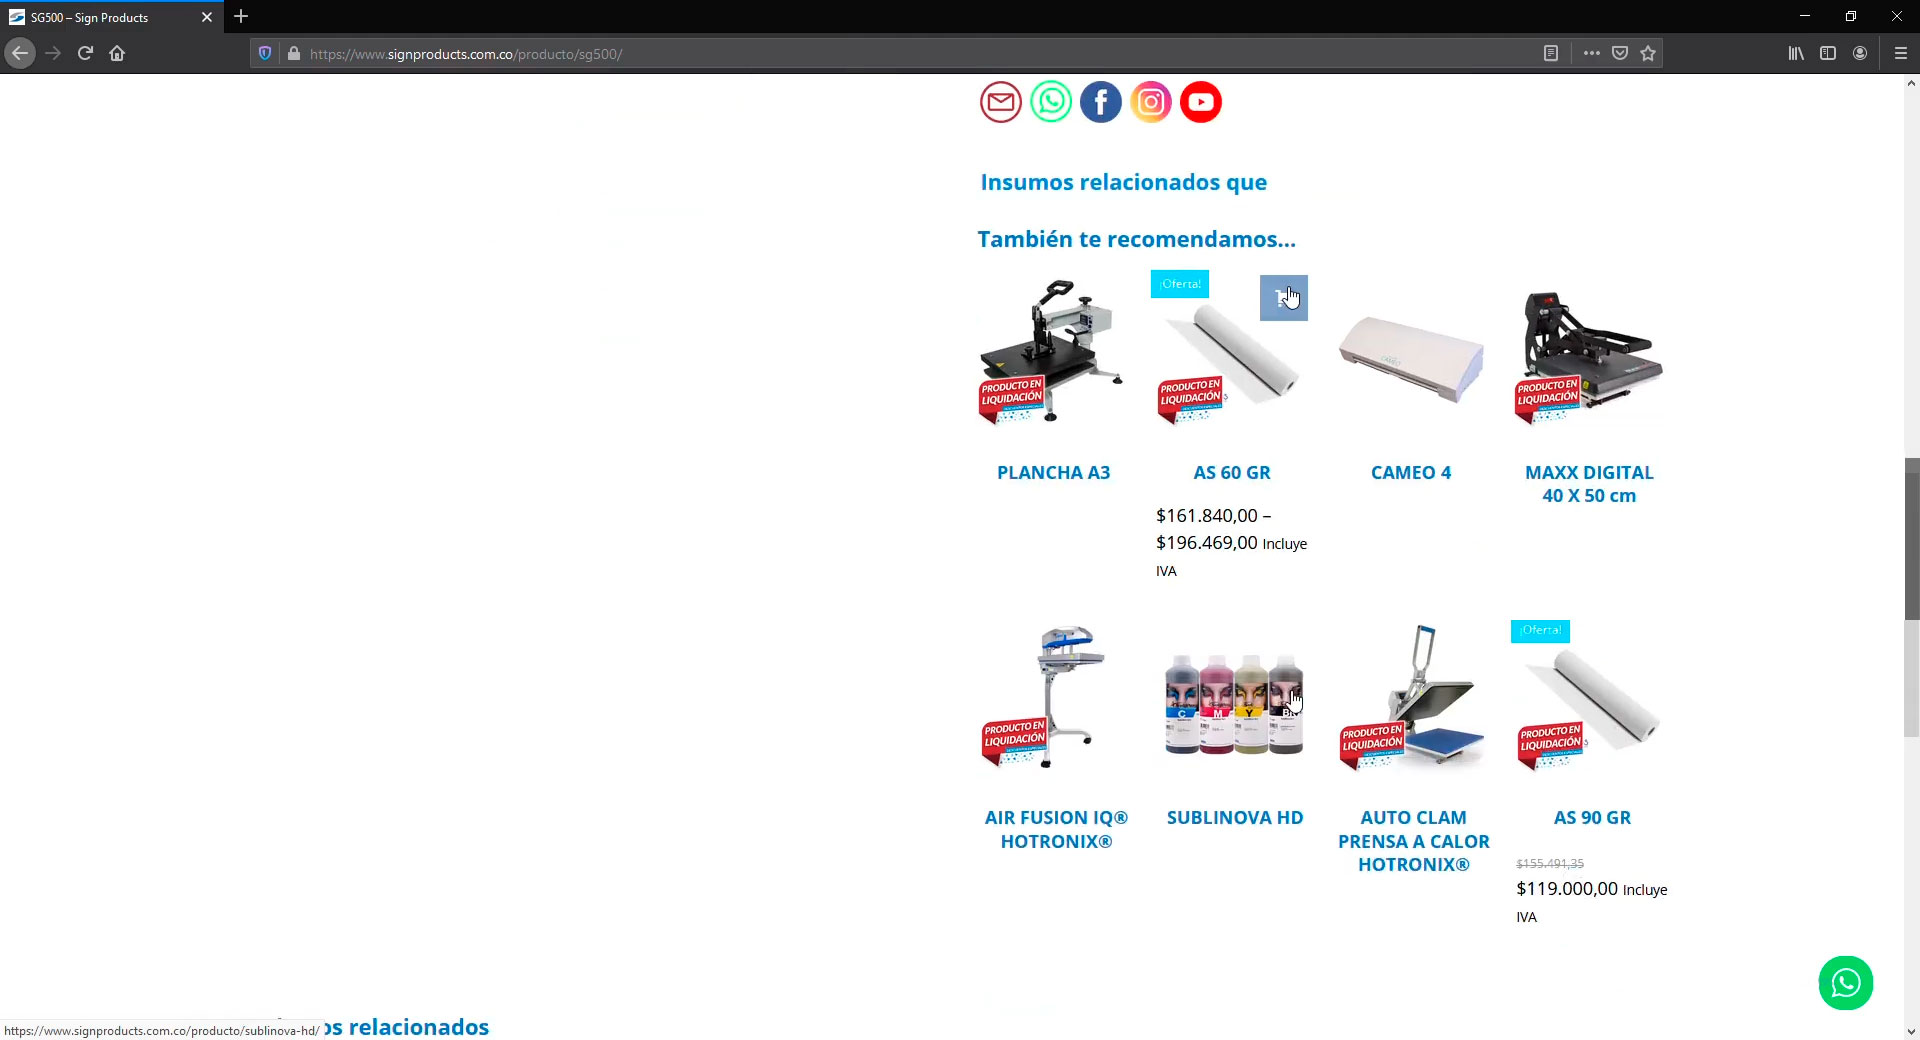 SG500 – Sign Products
https://www.signproducts.com.co/producto/sg500/
Insumos relacionados que
También te recomendamos...
¡Oferta!
PRODUCTO EN
LIQUIDACIÓN
PRODUCTO EN
LIQUIDACIÓN
CAMEO
PRODUCTO EN
LIQUIDACIÓN
PLANCHA A3
AS 60 GR
CAMEO 4
MAXX DIGITAL
40 X 50 cm
$161.840,00 –
$196.469,00 Incluye
IVA
¡Oferta!
PRODUCTO EN
LIQUIDACIÓN
C M Y
PRODUCTO EN
LIQUIDACIÓN
PRODUCTO EN
LIQUIDACIÓN
AIR FUSION IQ®
HOTRONIX®
SUBLINOVA HD
AUTO CLAM
PRENSA A CALOR
HOTRONIX®
AS 90 GR
$155.491,35
$119.000,00 Incluye
IVA
os relacionados
https://www.signproducts.com.co/producto/sublinova-hd/